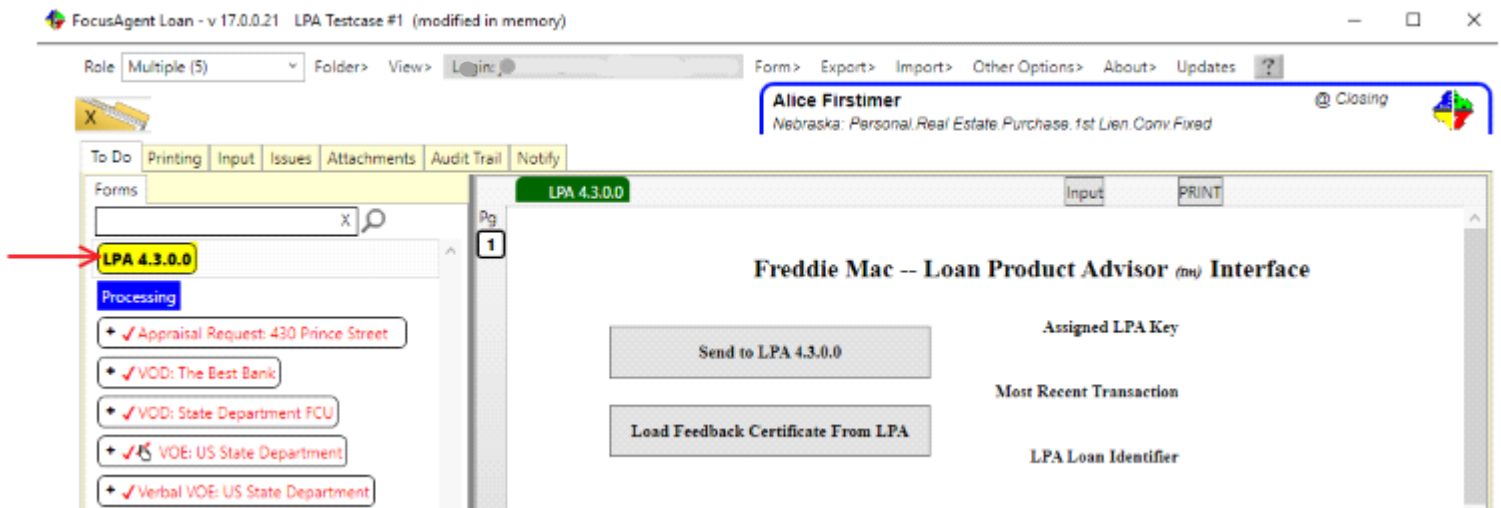 FocusAgent Loan - v 17.0.0.21 LPA Testcase #1 (modified in memory)
Role Multiple (5) Folder> View> Login: Form> Export> Import> Other Options> About> Updates ?
Alice Firstimer @ Closing
Nebraska: Personal.Real Estate.Purchase.1st Lien.Conv.Fixed
X
To Do Printing Input Issues Attachments Audit Trail Notify
Forms
LPA 4.3.0.0 Input PRINT
X
Pg
1
LPA 4.3.0.0
Freddie Mac -- Loan Product Advisor (tm) Interface
Processing
Appraisal Request: 430 Prince Street
VOD: The Best Bank
VOD: State Department FCU
VOE: US State Department
Verbal VOE: US State Department
Send to LPA 4.3.0.0
Load Feedback Certificate From LPA
Assigned LPA Key
Most Recent Transaction
LPA Loan Identifier